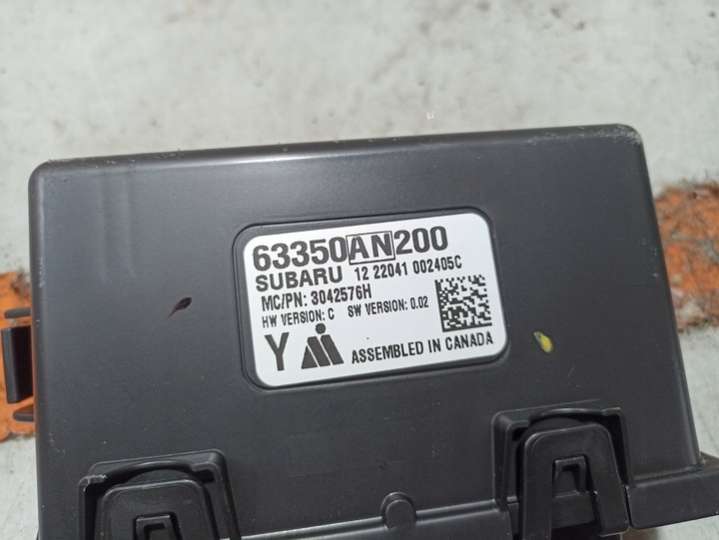 63350AN200
SUBARU 12 22041 002405C
MC/PN: 3042576H
HW VERSION: C SW VERSION: 0.02
Y ASSEMBLED IN CANADA